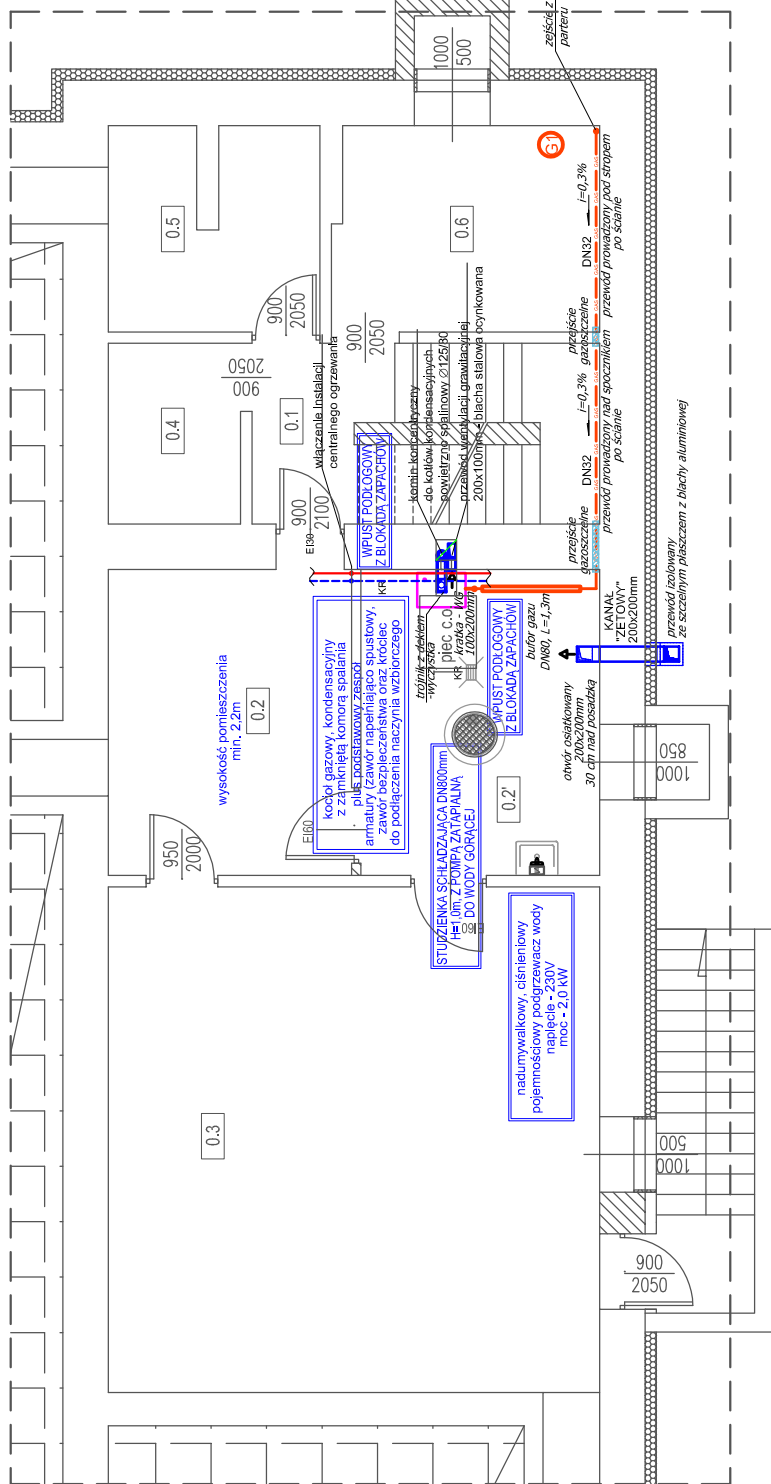 zejście z
parteru
1000
500
G1
0.5
0.6
i=0,3%
DN32
przewód prowadzony pod stropem
po ścianie
900
2050
900
2050
900
2050
0.4
0.1
włączenie instalacji
centralnego ogrzewania
przejście
gazoszczelne
i=0,3%
DN32
przewód prowadzony nad spocznikiem
po ścianie
komin koncentryczny
do kotłów kondensacyjnych
powietrzno spalinowy Ø125/80
przewód wentylacji grawitacyjnej
200x100mm - blacha stalowa ocynkowana
WPUST PODŁOGOWY
Z BLOKADĄ ZAPACHÓW
900
2100
EI30
przejście
gazoszczelne
KR
piec c.o.
trójnik z deklem
-wyczystka
KR
kratka - WG
100x200mm
bufor gazu
DN80, L=1,3m
KANAŁ
"ZETOWY"
200x200mm
przewód izolowany
ze szczelnym płaszczem z blachy aluminiowej
wysokość pomieszczenia
min. 2,2m
0.2
kocioł gazowy, kondensacyjny
z zamkniętą komorą spalania
plus podstawowy zespół
armatury (zawór napełniająco spustowy,
zawór bezpieczeństwa oraz króciec
do podłączenia naczynia wzbiorczego
WPUST PODŁOGOWY
Z BLOKADĄ ZAPACHÓW
otwór osiatkowany
200x200mm
30 cm nad posadzką
0.2'
STUDZIENKA SCHŁADZAJĄCA DN800mm
H=1,0m, Z POMPĄ ZATAPIALNĄ
DO WODY GORĄCEJ
1000
850
950
2000
EI60
EI60
nadumywalkowy, ciśnieniowy
pojemnościowy podgrzewacz wody
napięcie - 230V
moc - 2,0 kW
0.3
1000
500
900
2050